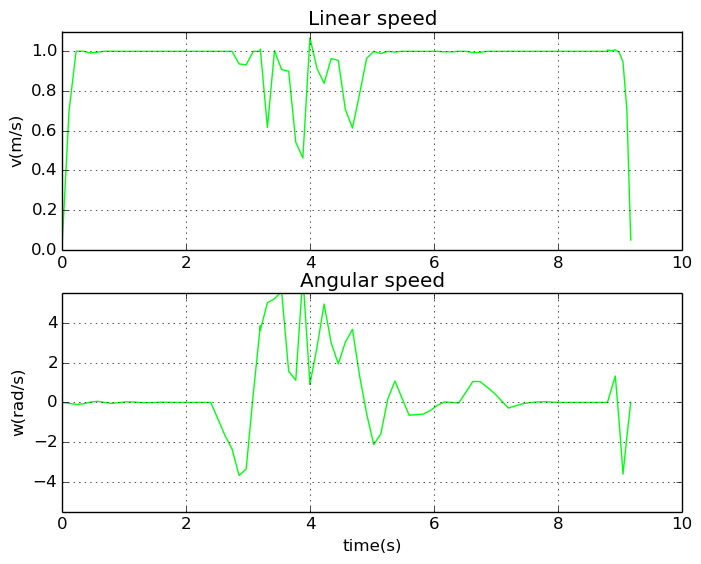 Linear speed
v(m/s)
1.0
0.8
0.6
0.4
0.2
0.0
0 2 4 6 8 10
Angular speed
w(rad/s)
4
2
0
−2
−4
0 2 4 6 8 10
time(s)